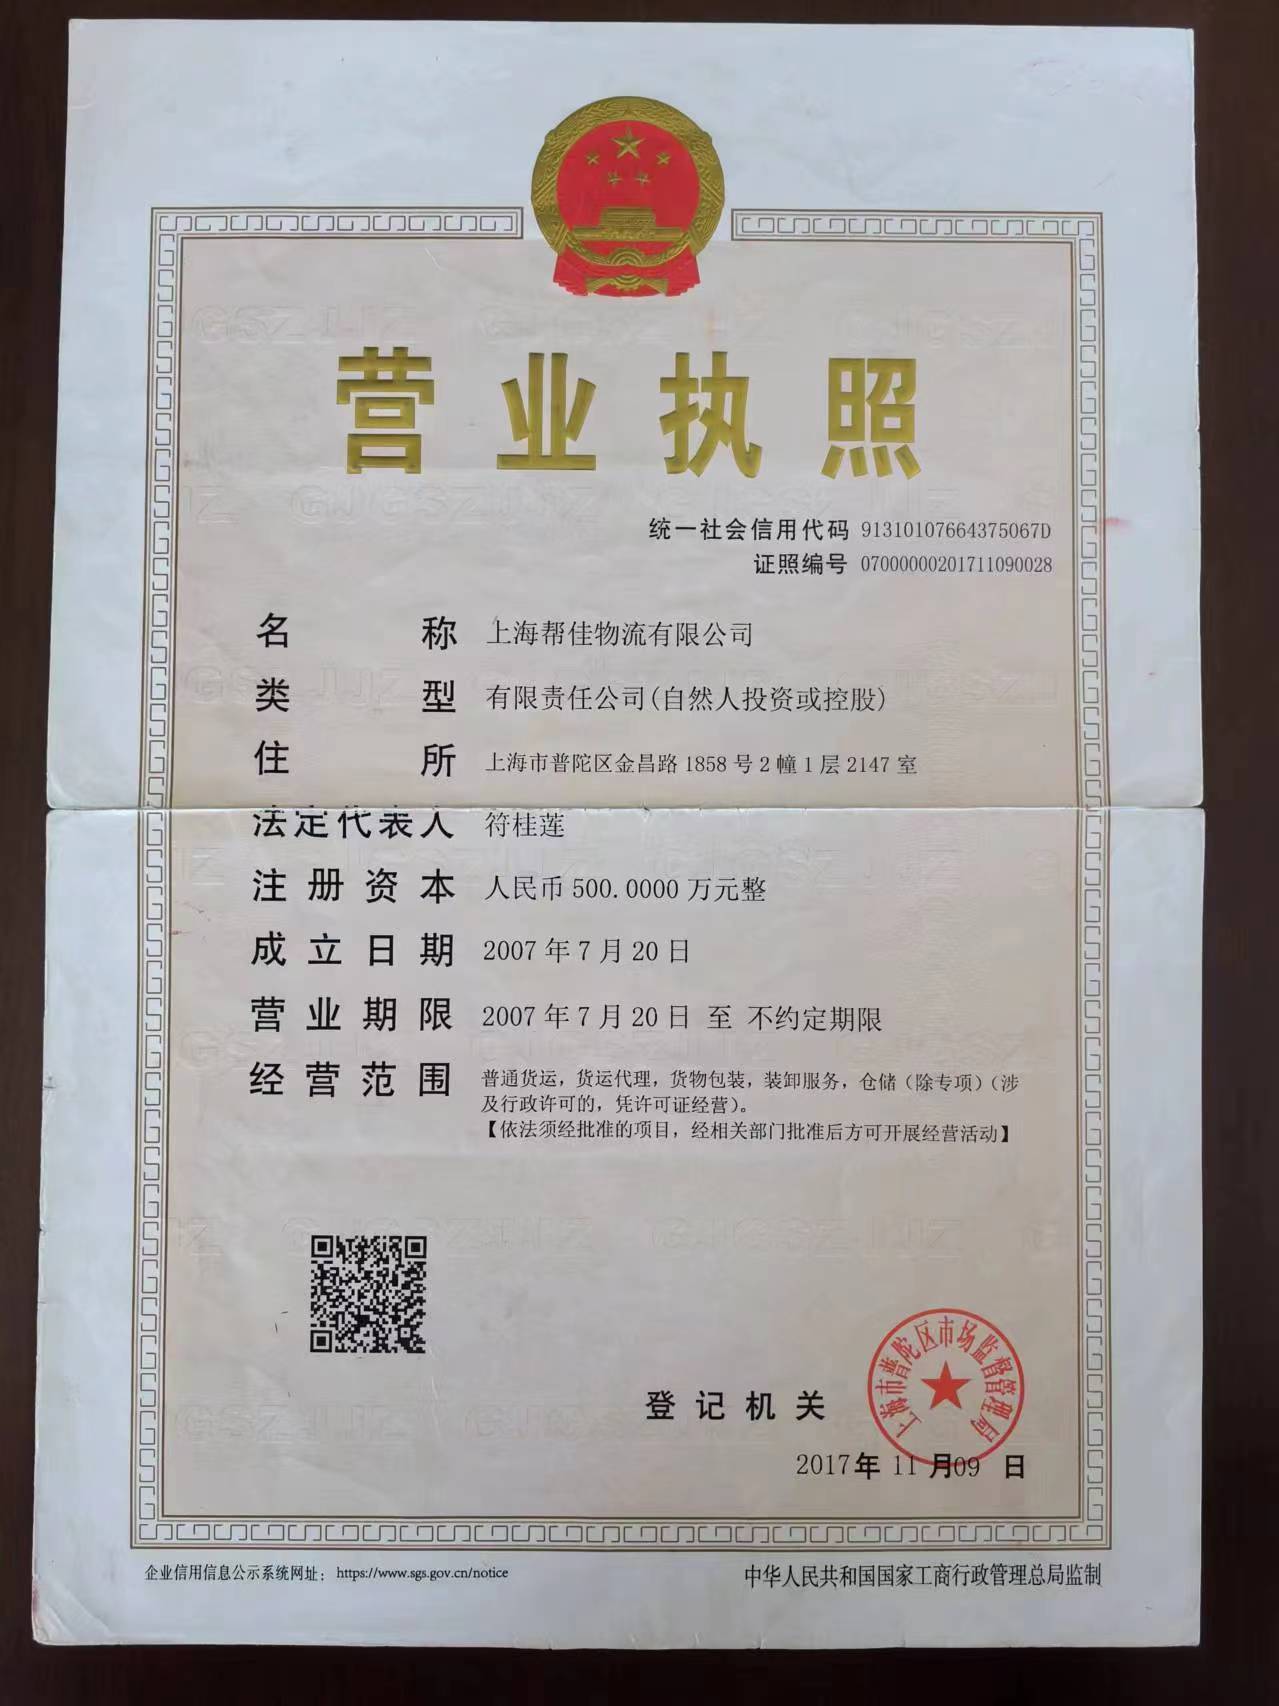 营业执照
统一社会信用代码 91310107664375067D
证照编号 07000000201711090028
名称 上海帮佳物流有限公司
类型 有限责任公司(自然人投资或控股)
住所 上海市普陀区金昌路1858号2幢1层2147室
法定代表人 符桂莲
注册资本 人民币500.0000万元整
成立日期 2007年7月20日
营业期限 2007年7月20日 至 不约定期限
经营范围 普通货运，货运代理，货物包装，装卸服务，仓储（除专项）（涉
及行政许可的，凭许可证经营）。
【依法须经批准的项目，经相关部门批准后方可开展经营活动】
上海市普陀区市场监督管理局
登记机关
2017年11月09日
企业信用信息公示系统网址： https://www.sgs.gov.cn/notice
中华人民共和国国家工商行政管理总局监制